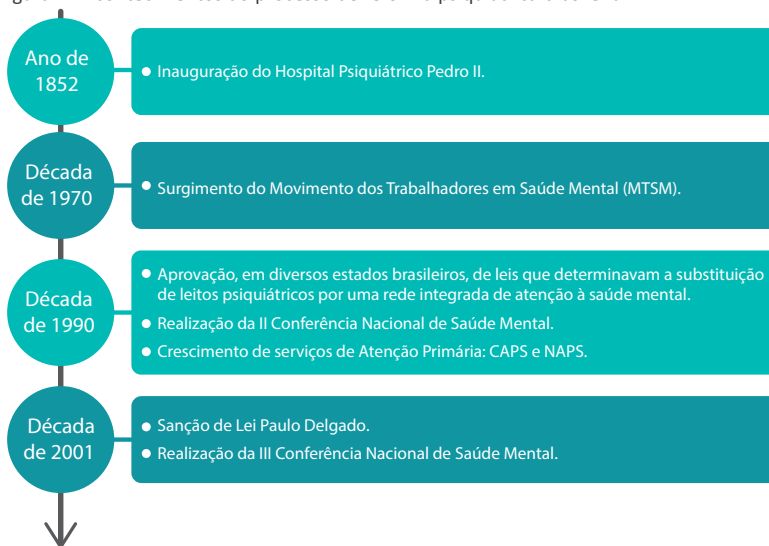 Ano de
1852
Inauguração do Hospital Psiquiátrico Pedro II.
Década
de 1970
Surgimento do Movimento dos Trabalhadores em Saúde Mental (MTSM).
Década
de 1990
Aprovação, em diversos estados brasileiros, de leis que determinavam a substituição
de leitos psiquiátricos por uma rede integrada de atenção à saúde mental.
Realização da II Conferência Nacional de Saúde Mental.
Crescimento de serviços de Atenção Primária: CAPS e NAPS.
Década
de 2001
Sanção de Lei Paulo Delgado.
Realização da III Conferência Nacional de Saúde Mental.